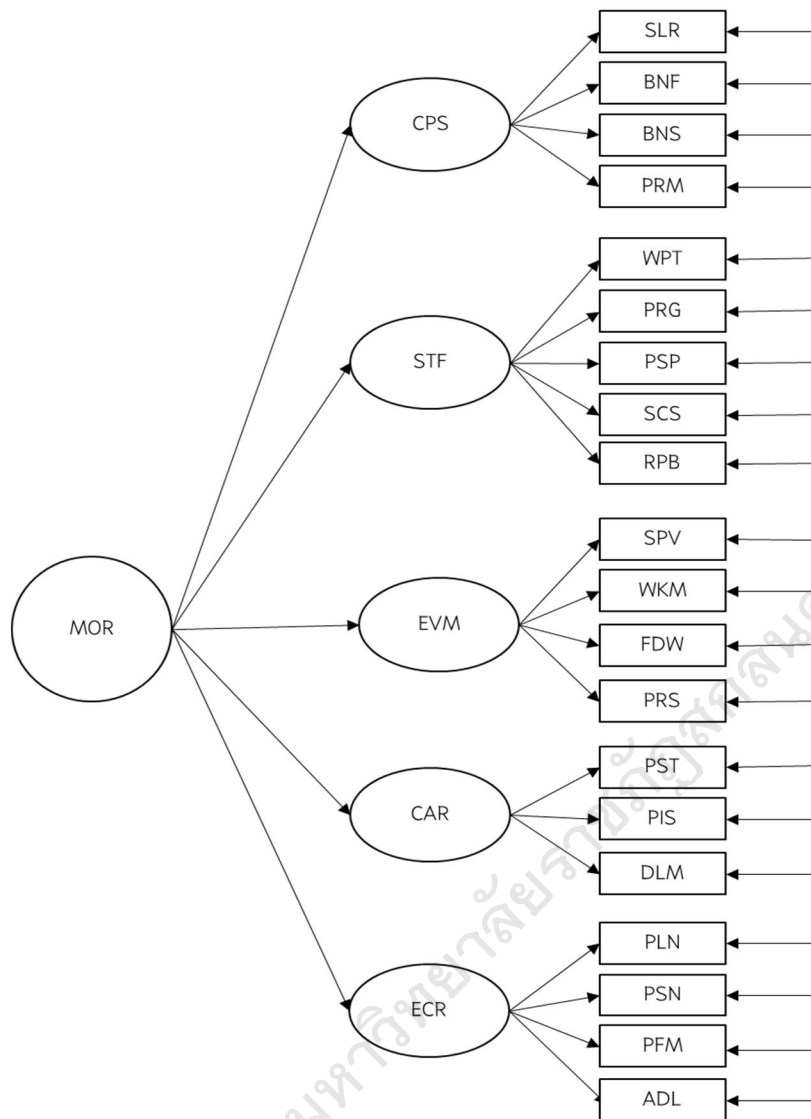 SLR
BNF
CPS
BNS
PRM
WPT
PRG
STF
PSP
SCS
RPB
SPV
WKM
MOR
EVM
FDW
PRS
PST
CAR
PIS
DLM
PLN
PSN
ECR
PFM
ADL